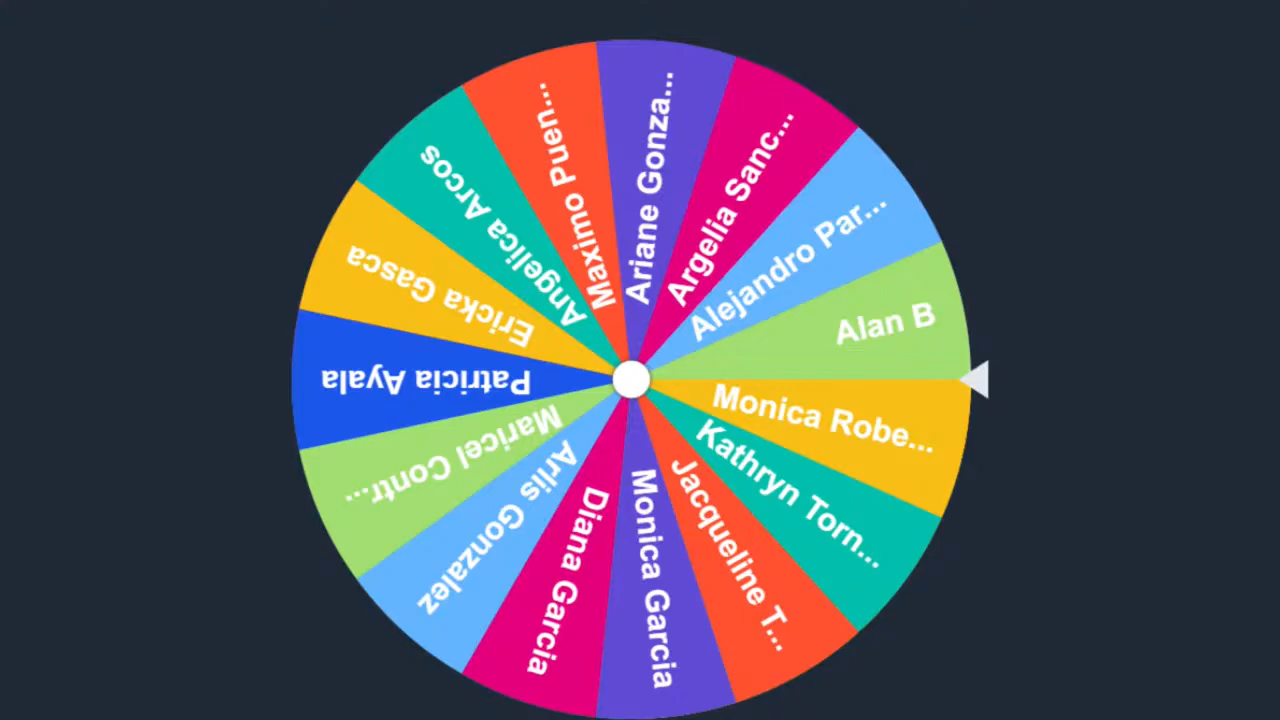 Ariane Gonza...
Argelia Sanc...
Alejandro Par...
Alan B
Monica Robe...
Kathryn Torn...
Jacqueline T...
Monica Garcia
Diana Garcia
Arlis Gonzalez
Maricel Contr...
Patricia Ayala
Ericka Gasca
Angelica Arcos
Maximo Puen...